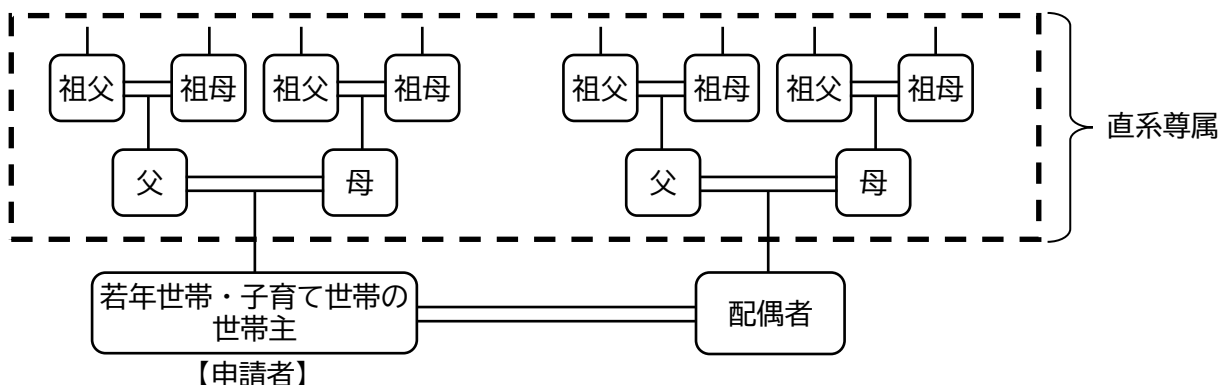 祖父 祖母 祖父 祖母 祖父 祖母 祖父 祖母
直系尊属
父 母 父 母
若年世帯・子育て世帯の
世帯主
配偶者
【申請者】